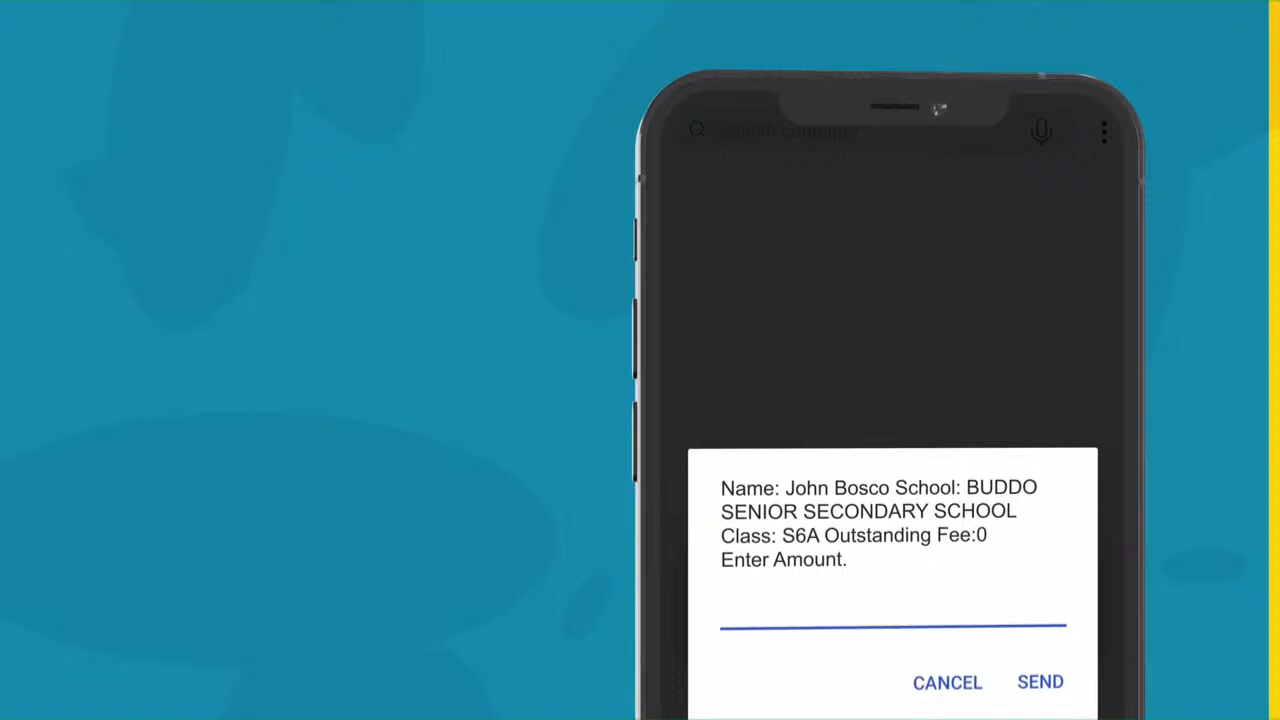 Name: John Bosco School: BUDDO
SENIOR SECONDARY SCHOOL
Class: S6A Outstanding Fee:0
Enter Amount.
CANCEL SEND